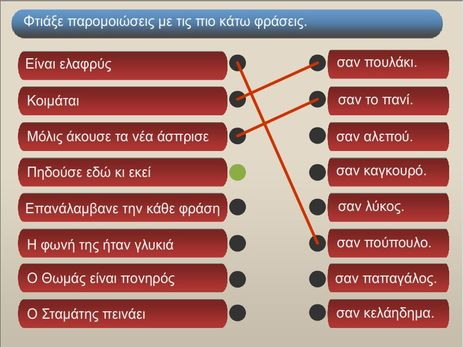 Φτιάξε παρομοιώσεις με τις πιο κάτω φράσεις.
Είναι ελαφρύς
σαν πουλάκι.
Κοιμάται
σαν το πανί.
Μόλις άκουσε τα νέα άσπρισε
σαν αλεπού.
Πηδούσε εδώ κι εκεί
σαν καγκουρό.
Επανάλαμβανε την κάθε φράση
σαν λύκος.
Η φωνή της ήταν γλυκιά
σαν πούπουλο.
Ο Θωμάς είναι πονηρός
σαν παπαγάλος.
Ο Σταμάτης πεινάει
σαν κελάηδημα.